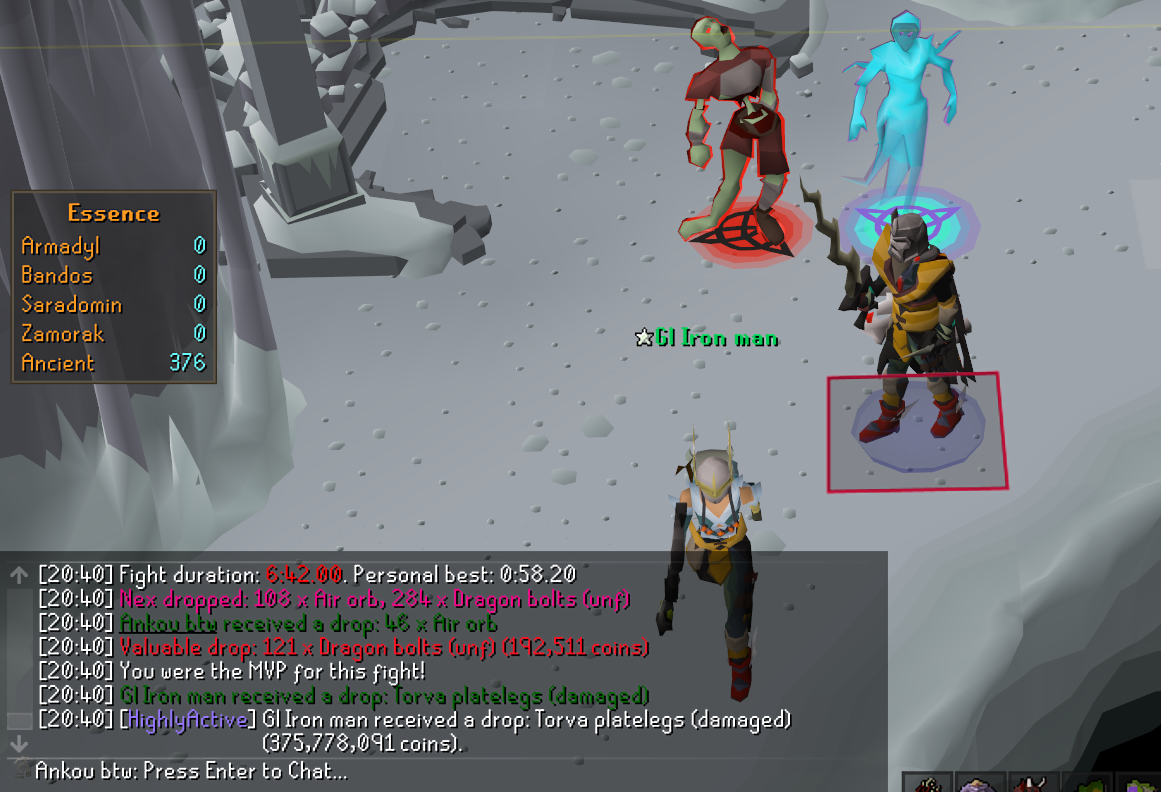 Essence
Armadyl 0
Bandos 0
Saradomin 0
Zamorak 0
Ancient 376
GI Iron man
[20:40] Fight duration: 6:42.00. Personal best: 0:58.20
[20:40] Nex dropped: 108 x Air orb, 284 x Dragon bolts (unf)
[20:40] Ankou btw received a drop: 46 x Air orb
[20:40] Valuable drop: 121 x Dragon bolts (unf) (192,511 coins)
[20:40] You were the MVP for this fight!
[20:40] GI Iron man received a drop: Torva platelegs (damaged)
[20:40] [HighlyActive] GI Iron man received a drop: Torva platelegs (damaged)
(375,778,091 coins).
Ankou btw: Press Enter to Chat...